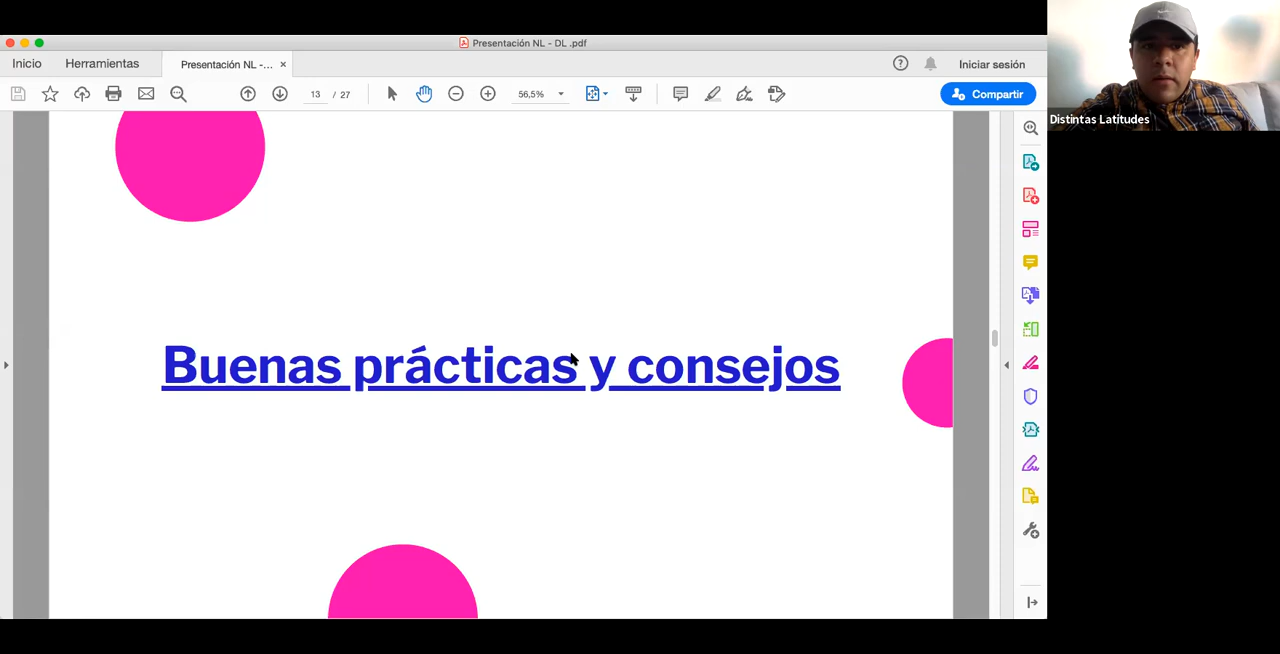 Presentación NL - DL .pdf
Inicio
Herramientas
Presentación NL -... ×
Iniciar sesión
13 / 27
56,5%
Compartir
Distintas Latitudes
Buenas prácticas y consejos